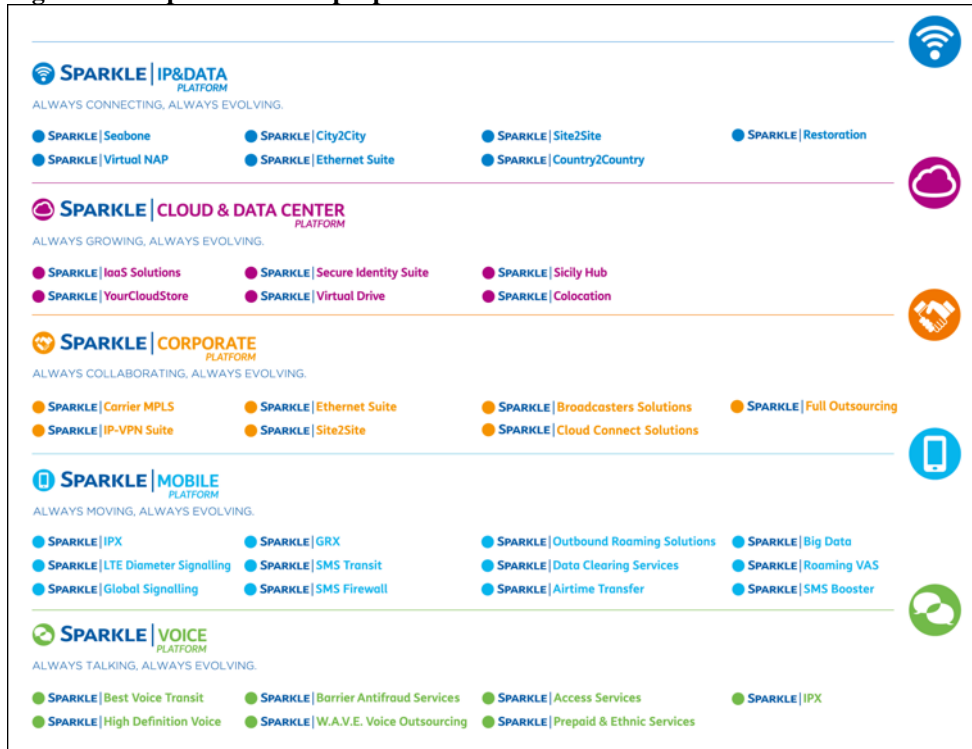 SPARKLE|IP&DATA
PLATFORM
ALWAYS CONNECTING, ALWAYS EVOLVING.
SPARKLE|Seabone SPARKLE|City2City SPARKLE|Site2Site SPARKLE|Restoration
SPARKLE|Virtual NAP SPARKLE|Ethernet Suite SPARKLE|Country2Country
SPARKLE|CLOUD & DATA CENTER
PLATFORM
ALWAYS GROWING, ALWAYS EVOLVING.
SPARKLE|IaaS Solutions SPARKLE|Secure Identity Suite SPARKLE|Sicily Hub
SPARKLE|YourCloudStore SPARKLE|Virtual Drive SPARKLE|Colocation
SPARKLE|CORPORATE
PLATFORM
ALWAYS COLLABORATING, ALWAYS EVOLVING.
SPARKLE|Carrier MPLS SPARKLE|Ethernet Suite SPARKLE|Broadcasters Solutions SPARKLE|Full Outsourcing
SPARKLE|IP-VPN Suite SPARKLE|Site2Site SPARKLE|Cloud Connect Solutions
SPARKLE|MOBILE
PLATFORM
ALWAYS MOVING, ALWAYS EVOLVING.
SPARKLE|IPX SPARKLE|GRX SPARKLE|Outbound Roaming Solutions SPARKLE|Big Data
SPARKLE|LTE Diameter Signalling SPARKLE|SMS Transit SPARKLE|Data Clearing Services SPARKLE|Roaming VAS
SPARKLE|Global Signalling SPARKLE|SMS Firewall SPARKLE|Airtime Transfer SPARKLE|SMS Booster
SPARKLE|VOICE
PLATFORM
ALWAYS TALKING, ALWAYS EVOLVING.
SPARKLE|Best Voice Transit SPARKLE|Barrier Antifraud Services SPARKLE|Access Services SPARKLE|IPX
SPARKLE|High Definition Voice SPARKLE|W.A.V.E. Voice Outsourcing SPARKLE|Prepaid & Ethnic Services